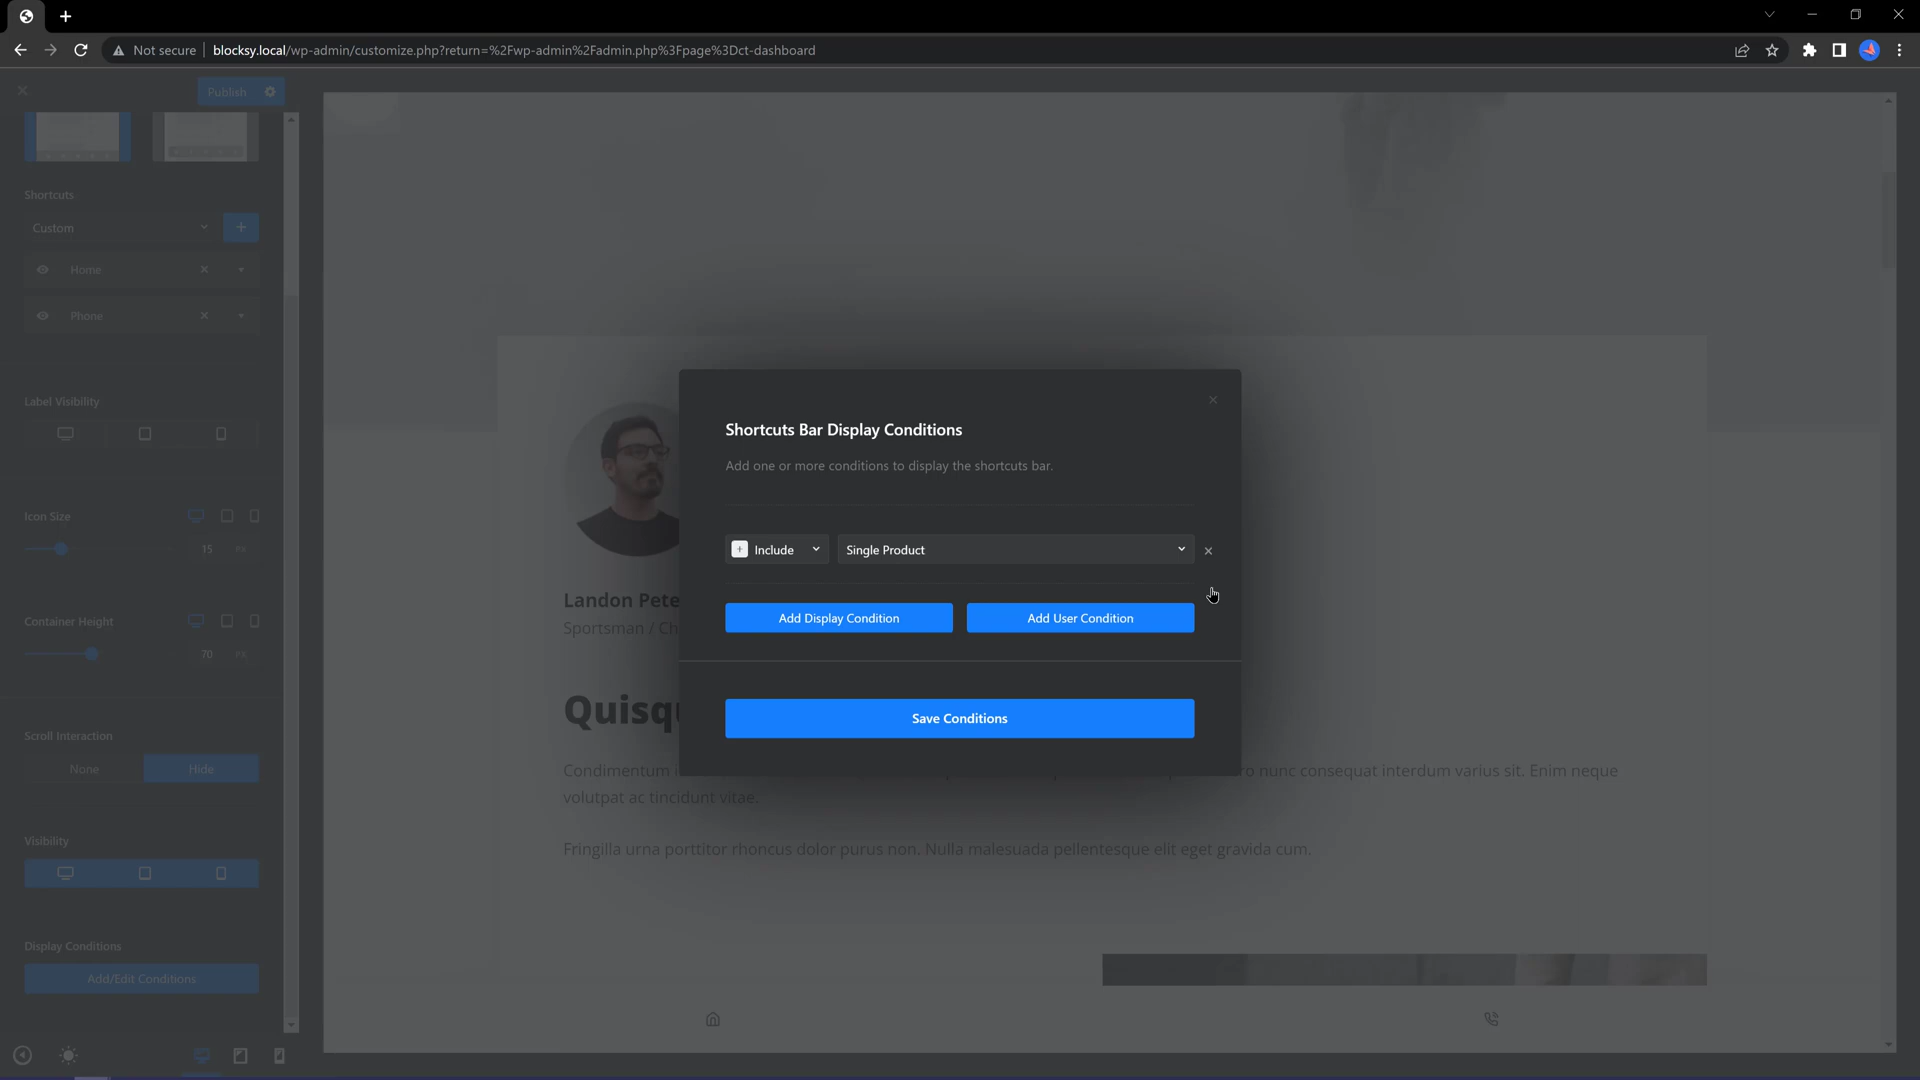 Not secure
blocksy.local/wp-admin/customize.php?return=%2Fwp-admin%2Fadmin.php%3Fpage%3Dct-dashboard
Publish
Shortcuts
Custom
Home
Phone
Label Visibility
Icon Size
15 PX
Container Height
70 PX
Scroll Interaction
None Hide
Visibility
Display Conditions
Add/Edit Conditions
Shortcuts Bar Display Conditions
Add one or more conditions to display the shortcuts bar.
Include Single Product
Add Display Condition Add User Condition
Save Conditions
Landon Pete
Sportsman / Ch
Quisq
Condimentum nunc consequat interdum varius sit. Enim neque
volutpat ac tincidunt vitae.
Fringilla urna porttitor rhoncus dolor purus non. Nulla malesuada pellentesque elit eget gravida cum.